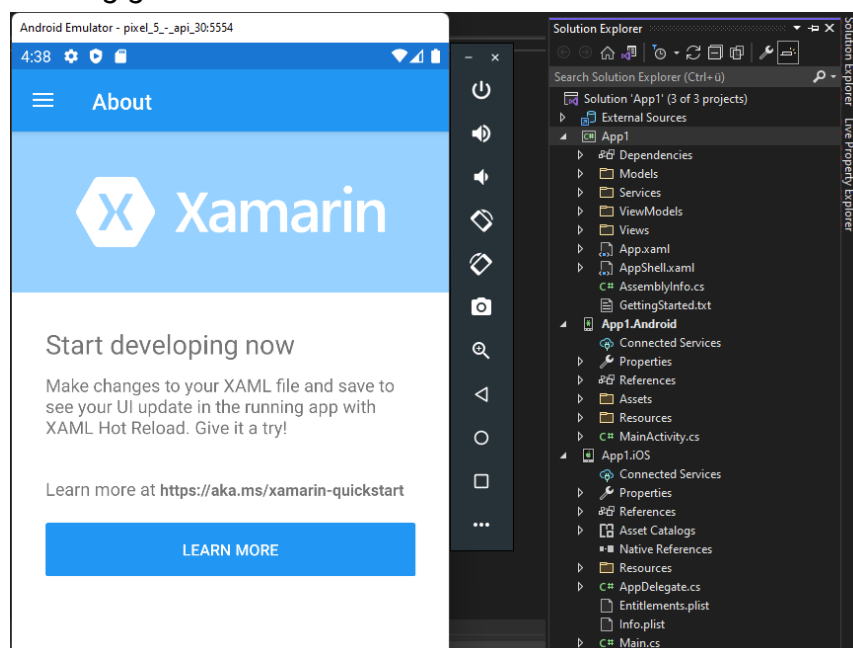 Android Emulator - pixel_5_-_api_30:5554
4:38
About
Xamarin
Start developing now
Make changes to your XAML file and save to
see your UI update in the running app with
XAML Hot Reload. Give it a try!
Learn more at https://aka.ms/xamarin-quickstart
LEARN MORE
Solution Explorer
Search Solution Explorer (Ctrl+ü)
Solution 'App1' (3 of 3 projects)
External Sources
C# App1
Dependencies
Models
Services
ViewModels
Views
App.xaml
AppShell.xaml
C# AssemblyInfo.cs
GettingStarted.txt
App1.Android
Connected Services
Properties
References
Assets
Resources
C# MainActivity.cs
App1.iOS
Connected Services
Properties
References
Asset Catalogs
Native References
Resources
C# AppDelegate.cs
Entitlements.plist
Info.plist
C# Main.cs
Solution Explorer
Live Property Explorer